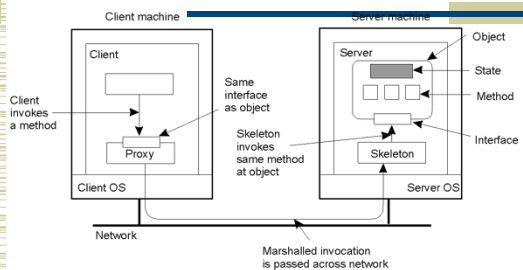 Client machine
Server machine
Object
Client
Server
State
Same
interface
as object
Client
invokes
a method
Method
Skeleton
invokes
same method
at object
Interface
Proxy
Skeleton
Client OS
Server OS
Network
Marshalled invocation
is passed across network